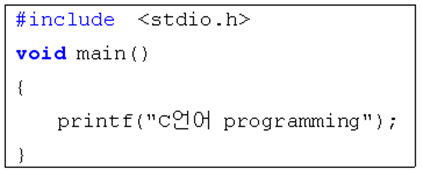 #include <stdio.h>
void main()
{
printf("C언어 programming");
}